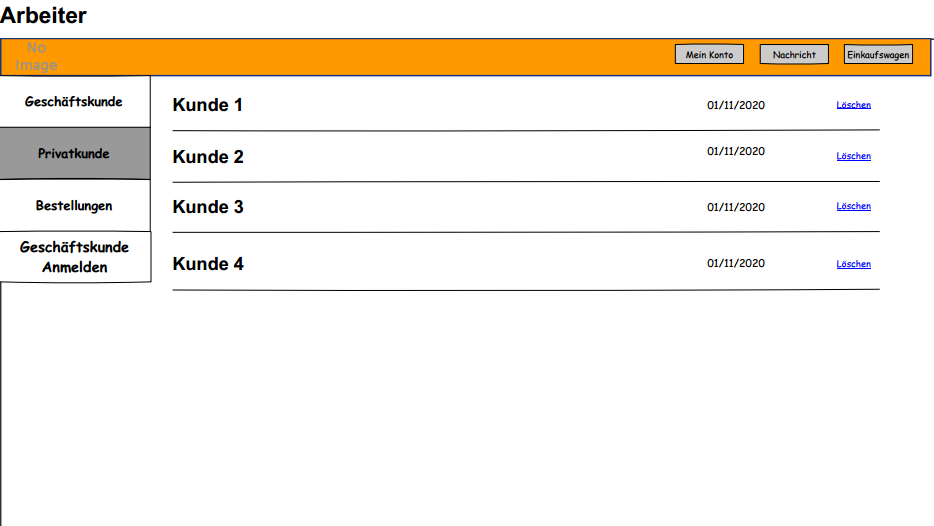 Arbeiter
No
Image
Mein Konto
Nachricht
Einkaufswagen
Geschäftskunde
Privatkunde
Bestellungen
Geschäftskunde
Anmelden
Kunde 1 01/11/2020 Löschen
Kunde 2 01/11/2020 Löschen
Kunde 3 01/11/2020 Löschen
Kunde 4 01/11/2020 Löschen